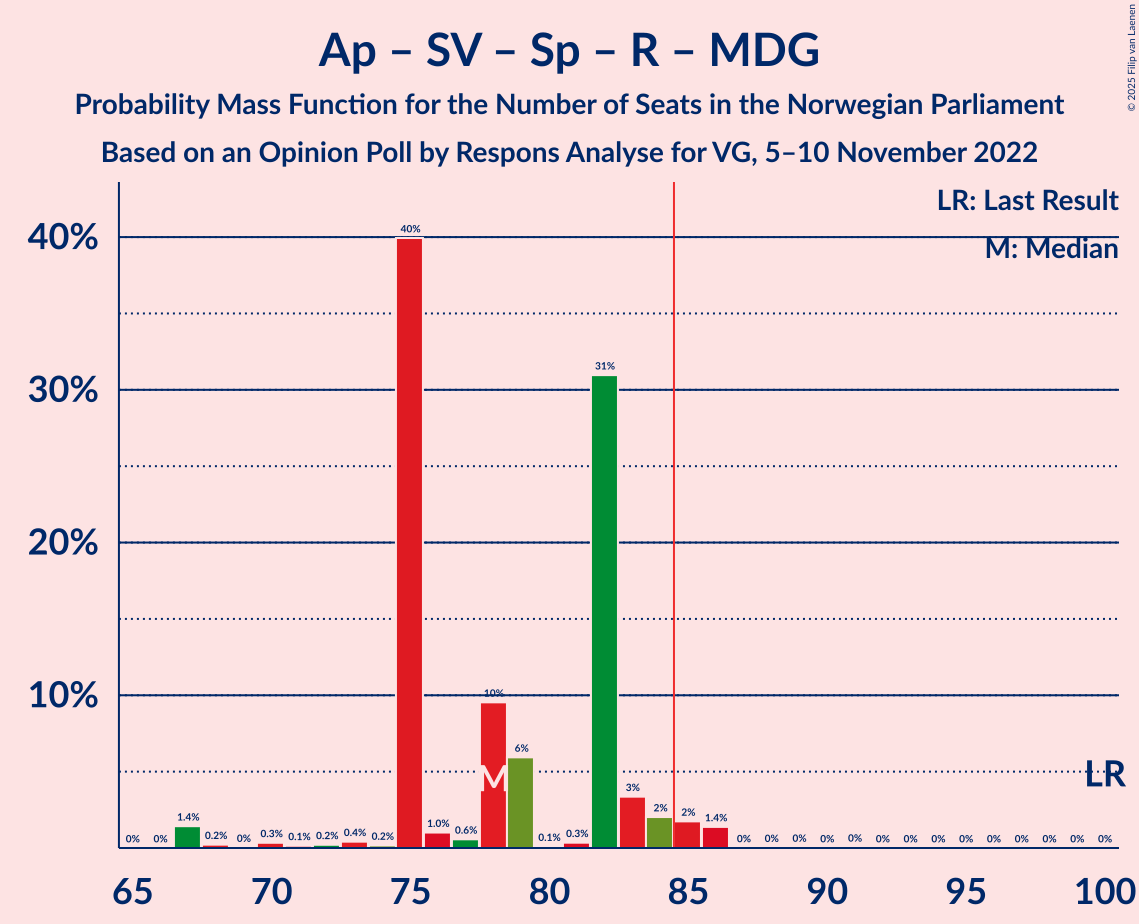 Ap – SV – Sp – R – MDG
Probability Mass Function for the Number of Seats in the Norwegian Parliament
Based on an Opinion Poll by Respons Analyse for VG, 5–10 November 2022
© 2025 Filip van Laenen
LR: Last Result
M: Median
40%
30%
20%
10%
0% 0% 1.4% 0.2% 0% 0.3% 0.1% 0.2% 0.4% 0.2% 40% 1.0% 0.6% 10% 6% 0.1% 0.3% 31% 3% 2% 2% 1.4% 0% 0% 0% 0% 0% 0% 0% 0% 0% 0% 0% 0% 0% 0%
M
LR
65 70 75 80 85 90 95 100